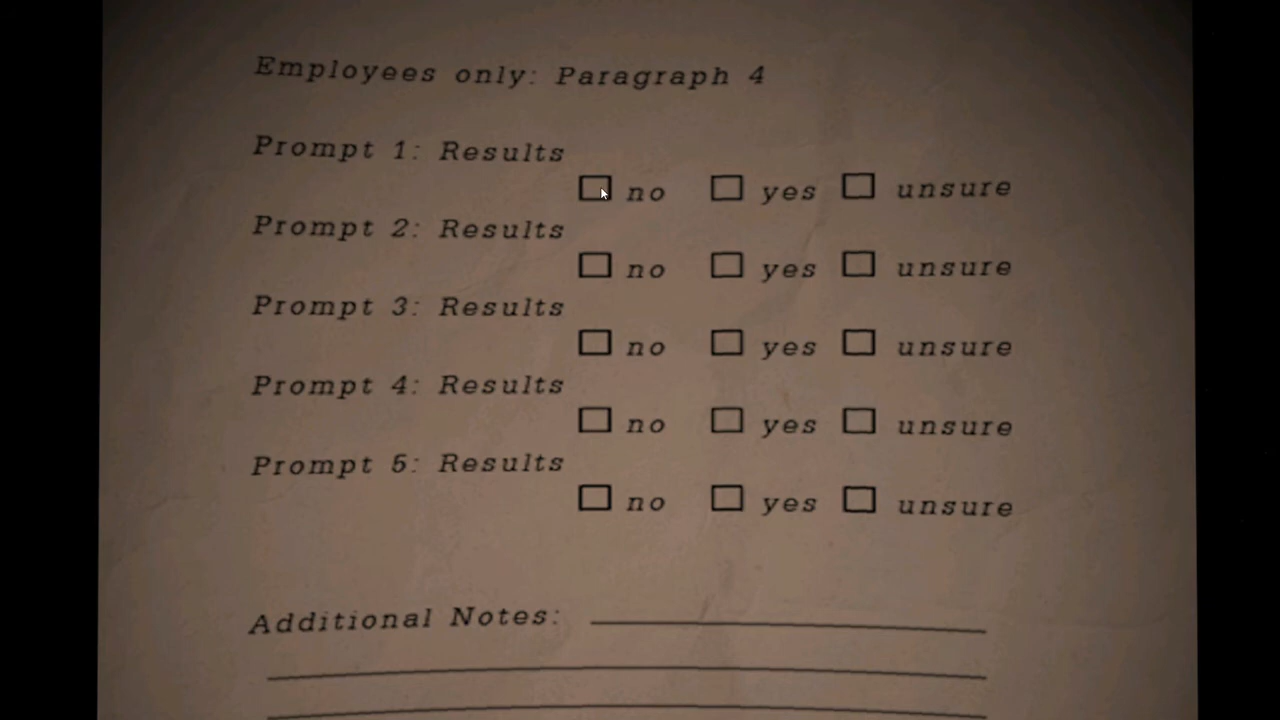 Employees only: Paragraph 4
Prompt 1: Results
no yes unsure
Prompt 2: Results
no yes unsure
Prompt 3: Results
no yes unsure
Prompt 4: Results
no yes unsure
Prompt 5: Results
no yes unsure
Additional Notes: